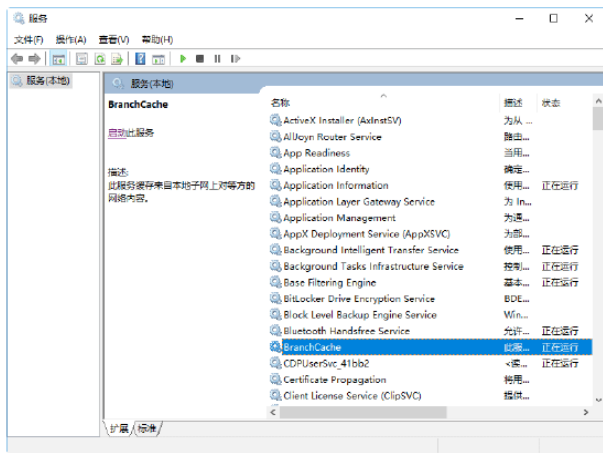 服务
文件(F) 操作(A) 查看(V) 帮助(H)
服务(本地)
服务(本地)
BranchCache
启动此服务
描述:
此服务缓存来自本地子网上对等方的
网络内容。
名称 描述 状态
ActiveX Installer (AxInstSV) 为从 ...
AllJoyn Router Service 路由...
App Readiness 当用...
Application Identity 确定...
Application Information 使用... 正在运行
Application Layer Gateway Service 为 In...
Application Management 为通...
AppX Deployment Service (AppXSVC) 为部...
Background Intelligent Transfer Service 使用... 正在运行
Background Tasks Infrastructure Service 控制... 正在运行
Base Filtering Engine 基本... 正在运行
BitLocker Drive Encryption Service BDE...
Block Level Backup Engine Service Win...
Bluetooth Handsfree Service 允许... 正在运行
BranchCache 此服... 正在运行
CDPUserSvc_41bb2 <读... 正在运行
Certificate Propagation 将用...
Client License Service (ClipSVC) 提供...
扩展 标准